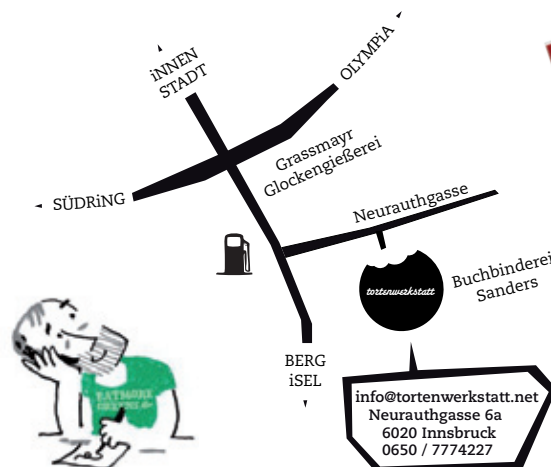 iNNEN
STADT
OLYMPiA
Grassmayr
Glockengießerei
SÜDRiNG
Neurauthgasse
tortenwerkstatt
Buchbinderei
Sanders
BERG
iSEL
EATMORE
info@tortenwerkstatt.net
Neurauthgasse 6a
6020 Innsbruck
0650 / 7774227